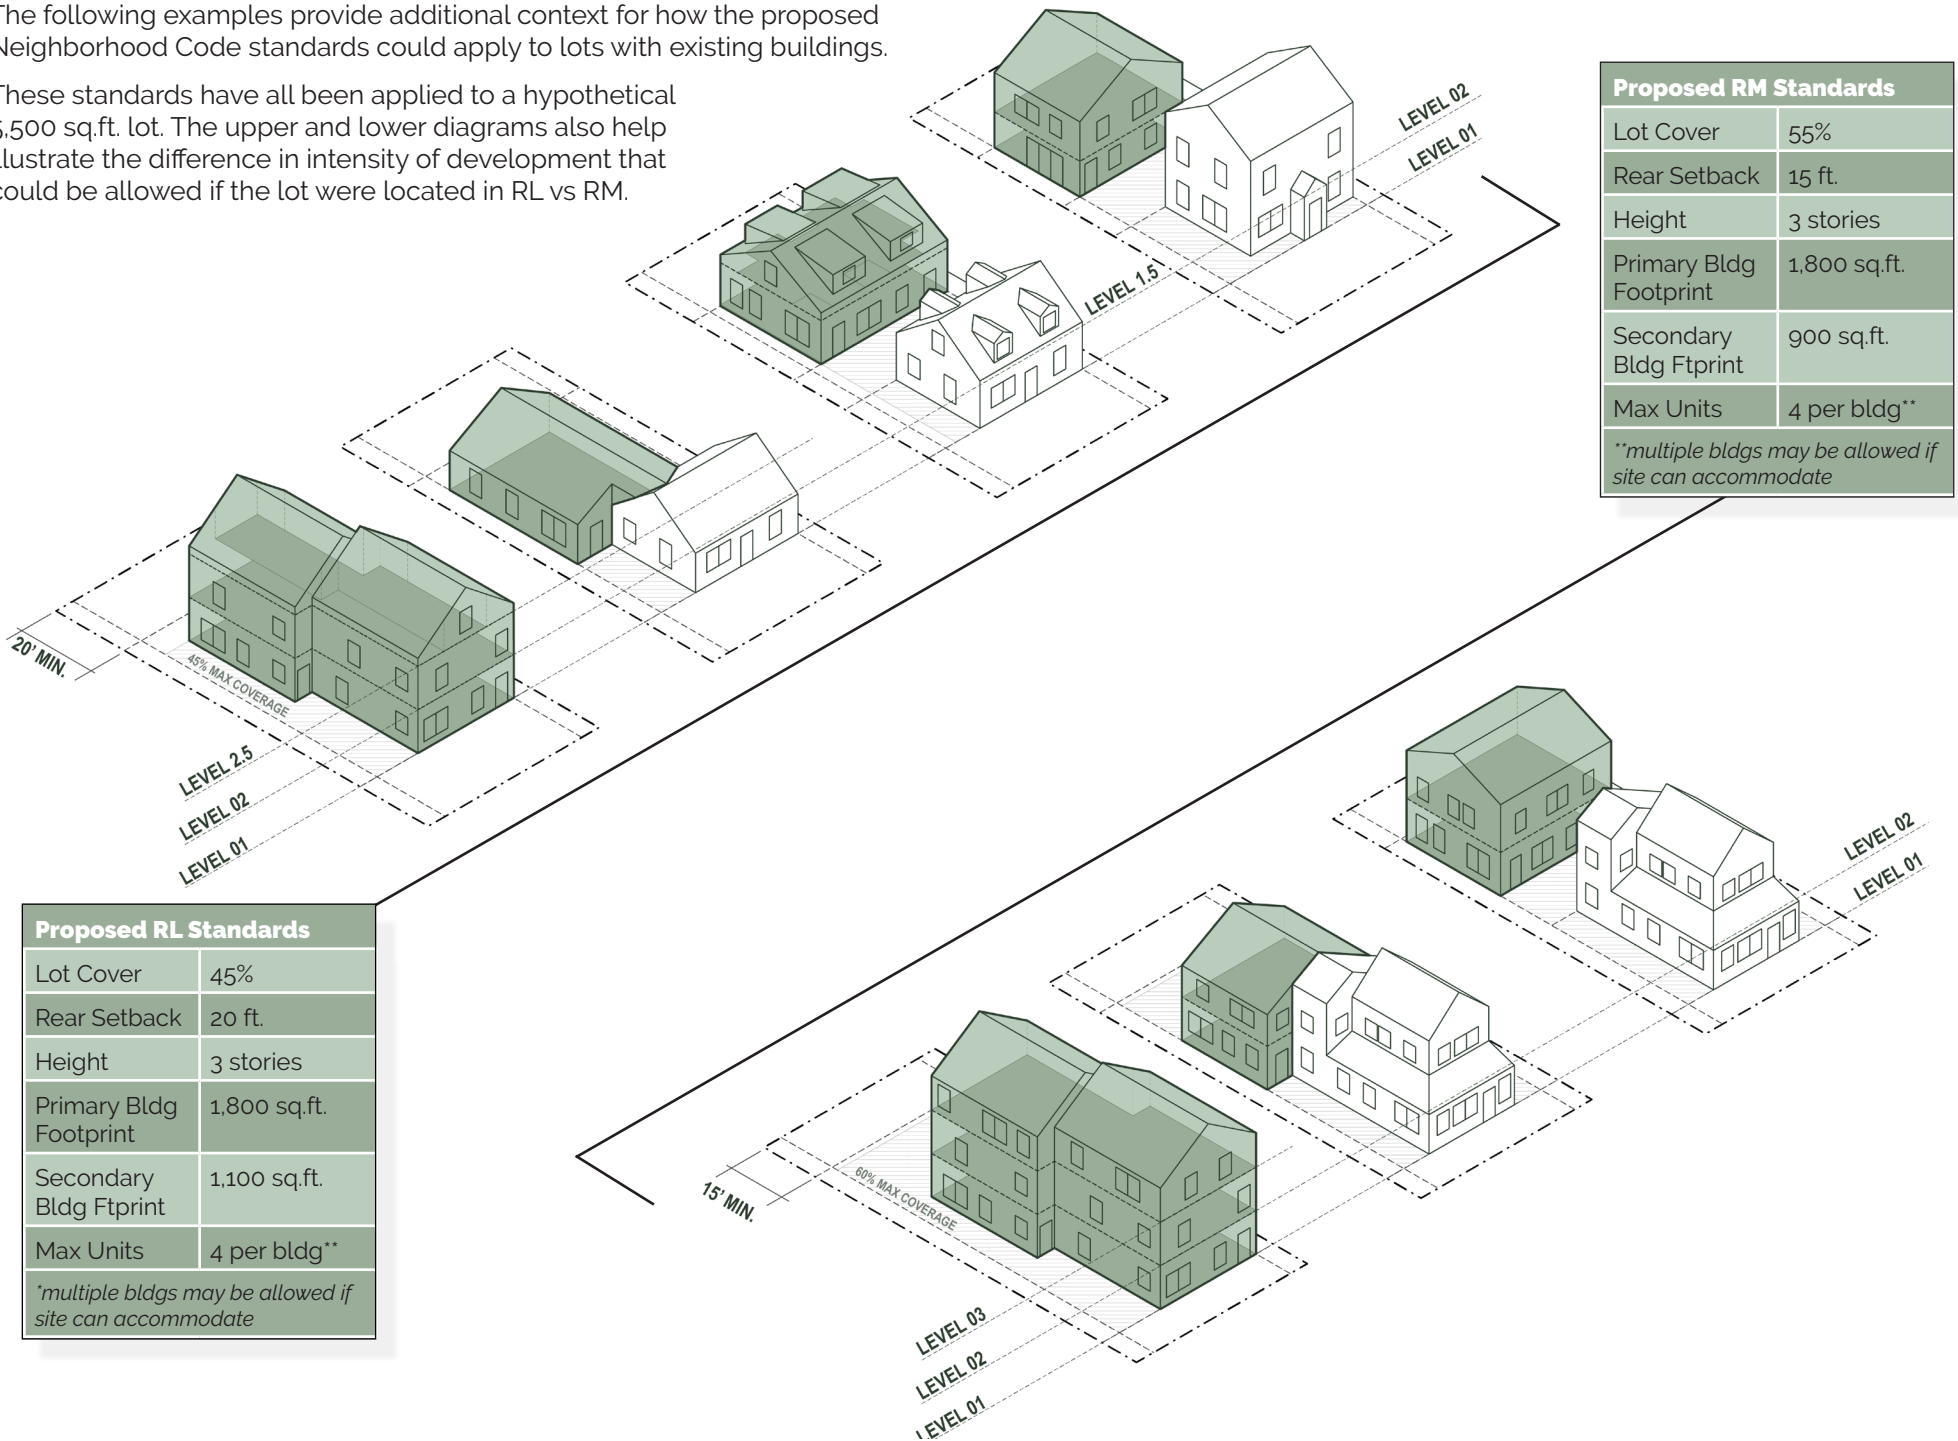 The following examples provide additional context for how the proposed
Neighborhood Code standards could apply to lots with existing buildings.
These standards have all been applied to a hypothetical
5,500 sq.ft. lot. The upper and lower diagrams also help
illustrate the difference in intensity of development that
could be allowed if the lot were located in RL vs RM.
LEVEL 02
LEVEL 01
LEVEL 1.5
Proposed RM Standards
Lot Cover 55%
Rear Setback 15 ft.
Height 3 stories
Primary Bldg 1,800 sq.ft.
Footprint
Secondary 900 sq.ft.
Bldg Ftprint
Max Units 4 per bldg**
**multiple bldgs may be allowed if
site can accommodate
20' MIN.
45% MAX COVERAGE
LEVEL 2.5
LEVEL 02
LEVEL 01
Proposed RL Standards
Lot Cover 45%
Rear Setback 20 ft.
Height 3 stories
Primary Bldg 1,800 sq.ft.
Footprint
Secondary 1,100 sq.ft.
Bldg Ftprint
Max Units 4 per bldg**
*multiple bldgs may be allowed if
site can accommodate
LEVEL 02
LEVEL 01
15' MIN.
60% MAX COVERAGE
LEVEL 03
LEVEL 02
LEVEL 01